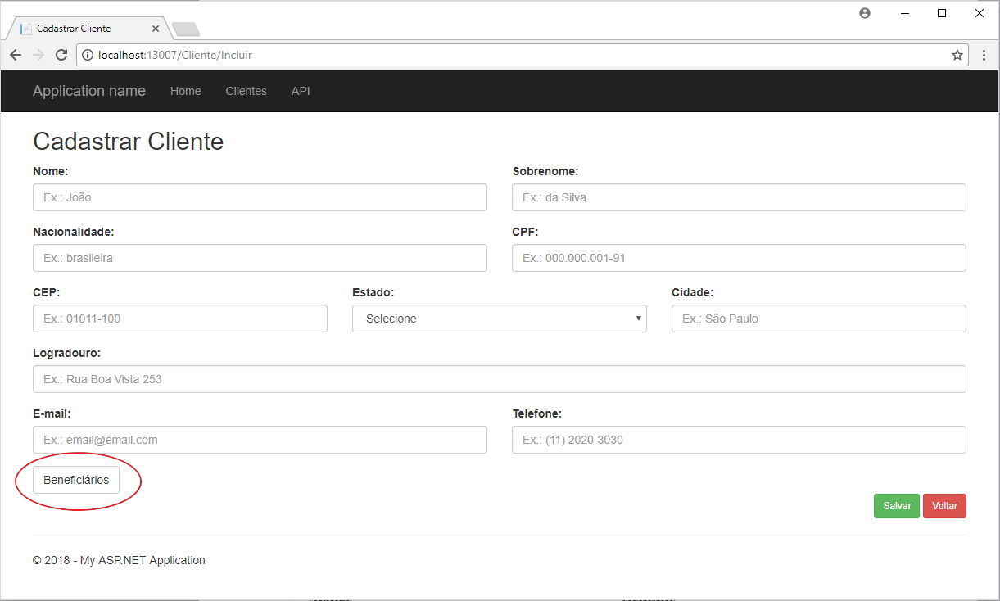 Cadastrar Cliente
localhost:13007/Cliente/Incluir
Application name Home Clientes API
Cadastrar Cliente
Nome: Sobrenome:
Ex.: João Ex.: da Silva
Nacionalidade: CPF:
Ex.: brasileira Ex.: 000.000.001-91
CEP: Estado: Cidade:
Ex.: 01011-100 Selecione Ex.: São Paulo
Logradouro:
Ex.: Rua Boa Vista 253
E-mail: Telefone:
Ex.: email@email.com Ex.: (11) 2020-3030
Beneficiários
Salvar Voltar
© 2018 - My ASP.NET Application